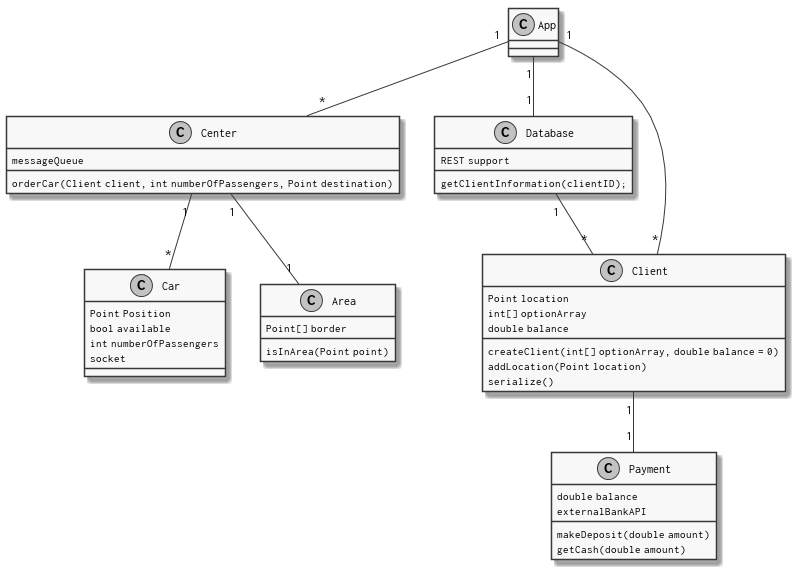 C App
1
1
*
1
1
C Center
messageQueue
orderCar(Client client, int numberOfPassengers, Point destination)
C Database
REST support
getClientInformation(clientID);
1
1
1
*
1
*
*
C Car
Point Position
bool available
int numberOfPassengers
socket
C Area
Point[] border
isInArea(Point point)
C Client
Point location
int[] optionArray
double balance
createClient(int[] optionArray, double balance = 0)
addLocation(Point location)
serialize()
1
1
C Payment
double balance
externalBankAPI
makeDeposit(double amount)
getCash(double amount)